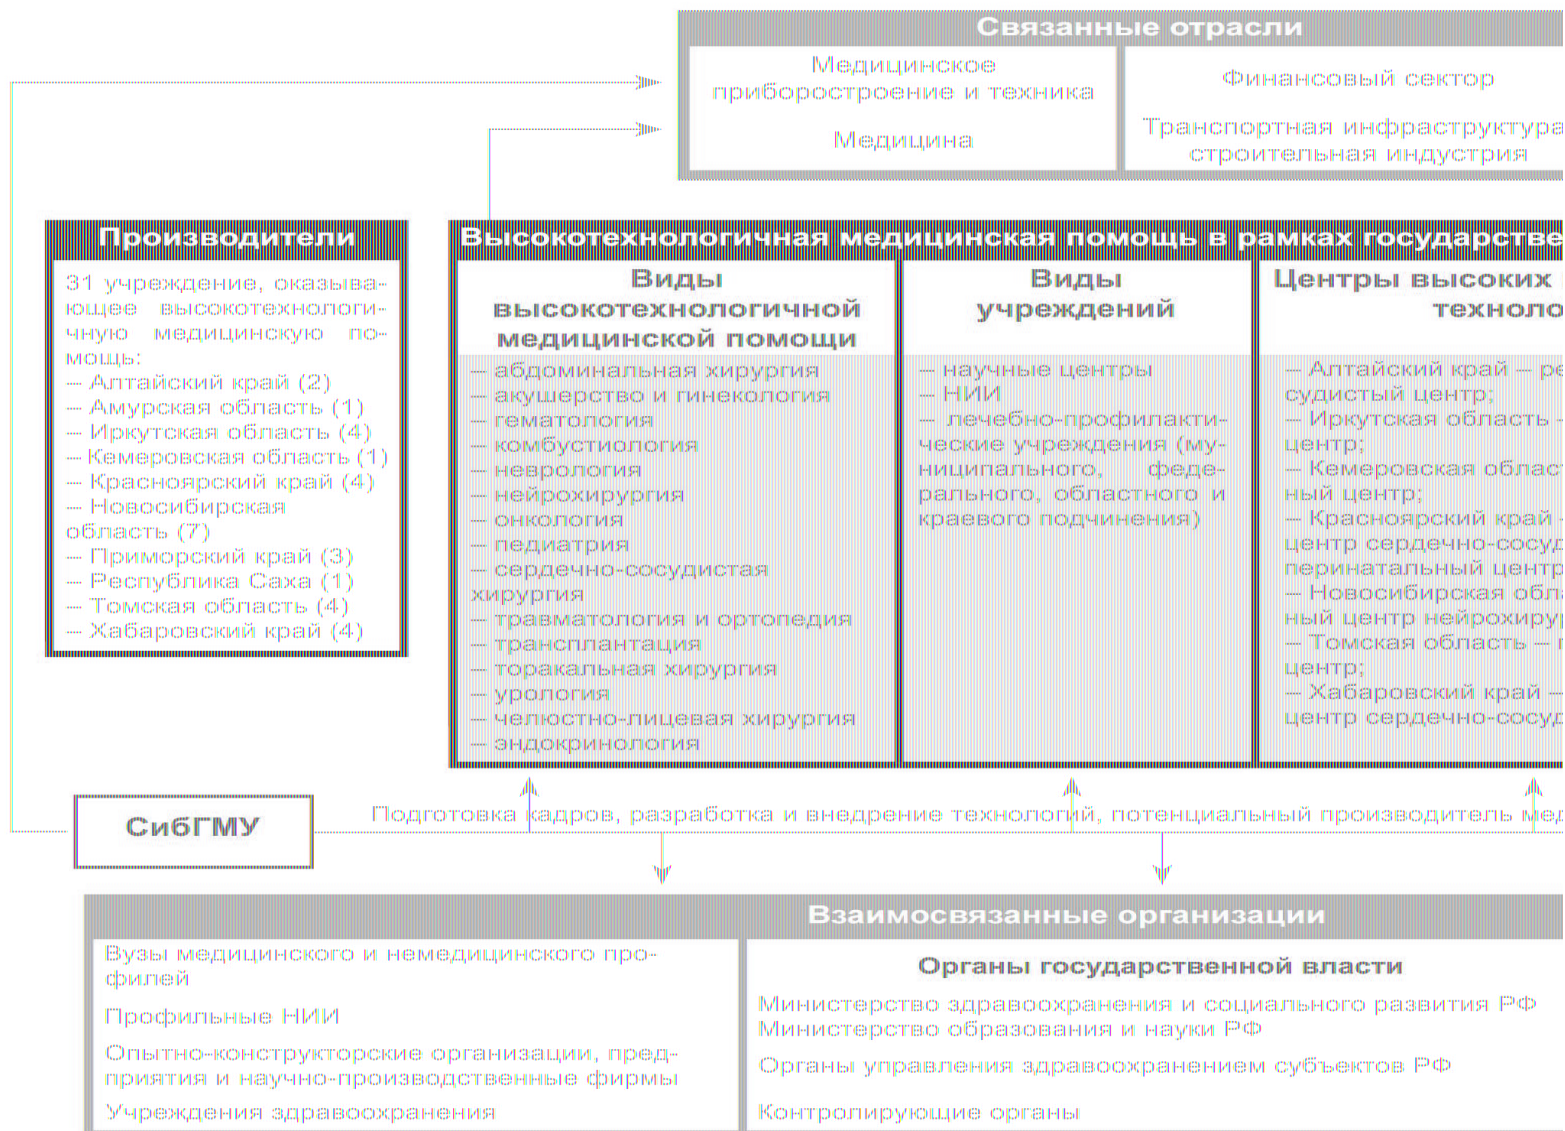 Связанные отрасли
Медицинское
приборостроение и техника
Медицина
Финансовый сектор
Транспортная инфраструктура
строительная индустрия
Производители
31 учреждение, оказыва-
ющее высокотехнологи-
чную медицинскую по-
мощь:
– Алтайский край (2)
– Амурская область (1)
– Иркутская область (4)
– Кемеровская область (1)
– Красноярский край (4)
– Новосибирская
область (7)
– Приморский край (3)
– Республика Саха (1)
– Томская область (4)
– Хабаровский край (4)
Высокотехнологичная медицинская помощь в рамках государстве
Виды
высокотехнологичной
медицинской помощи
– абдоминальная хирургия
– акушерство и гинекология
– гематология
– комбустиология
– неврология
– нейрохирургия
– онкология
– педиатрия
– сердечно-сосудистая
хирургия
– травматология и ортопедия
– трансплантация
– торакальная хирургия
– урология
– челюстно-лицевая хирургия
– эндокринология
Виды
учреждений
– научные центры
– НИИ
– лечебно-профилакти-
ческие учреждения (му-
ниципального, феде-
рального, областного и
краевого подчинения)
Центры высоких
техноло
– Алтайский край – ре
судистый центр;
– Иркутская область –
центр;
– Кемеровская област
ный центр;
– Красноярский край –
центр сердечно-сосуд
перинатальный центр
– Новосибирская обла
ный центр нейрохирур
– Томская область – п
центр;
– Хабаровский край –
центр сердечно-сосуд
СибГМУ
Подготовка кадров, разработка и внедрение технологий, потенциальный производитель мед
Взаимосвязанные организации
Вузы медицинского и немедицинского про-
филей
Профильные НИИ
Опытно-конструкторские организации, пред-
приятия и научно-производственные фирмы
Учреждения здравоохранения
Органы государственной власти
Министерство здравоохранения и социального развития РФ
Министерство образования и науки РФ
Органы управления здравоохранением субъектов РФ
Контролирующие органы